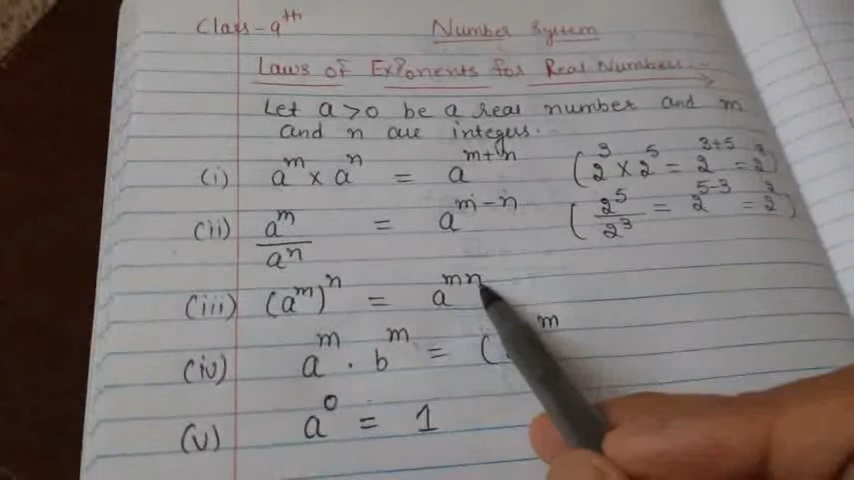 Class-9th Number System
Laws of Exponents for Real Numbers.
Let a>0 be a real number and m
and n are integers.
(i) a^m × a^n = a^(m+n) (2^3 × 2^5 = 2^(3+5) = 2^8)
(ii) a^m/a^n = a^(m-n) (2^5/2^3 = 2^(5-3) = 2^2)
(iii) (a^m)^n = a^(mn)
(iv) a^m · b^m = ( ^m
(v) a^0 = 1